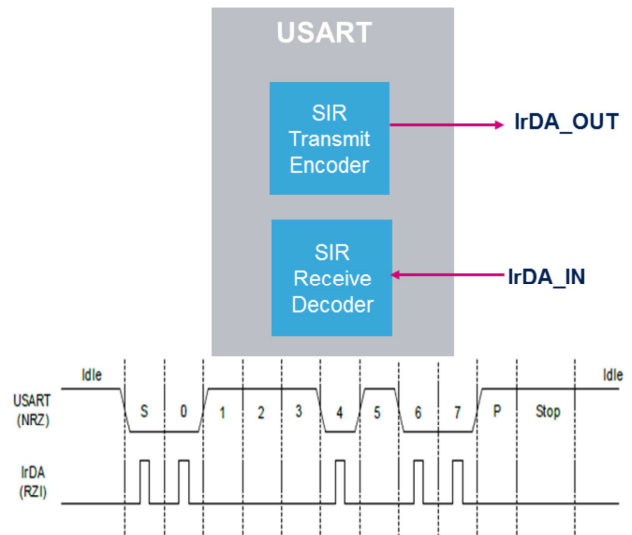 USART
SIR
Transmit
Encoder
IrDA_OUT
SIR
Receive
Decoder
IrDA_IN
Idle
Idle
USART
(NRZ)
S 0 1 2 3 4 5 6 7 P Stop
IrDA
(RZI)